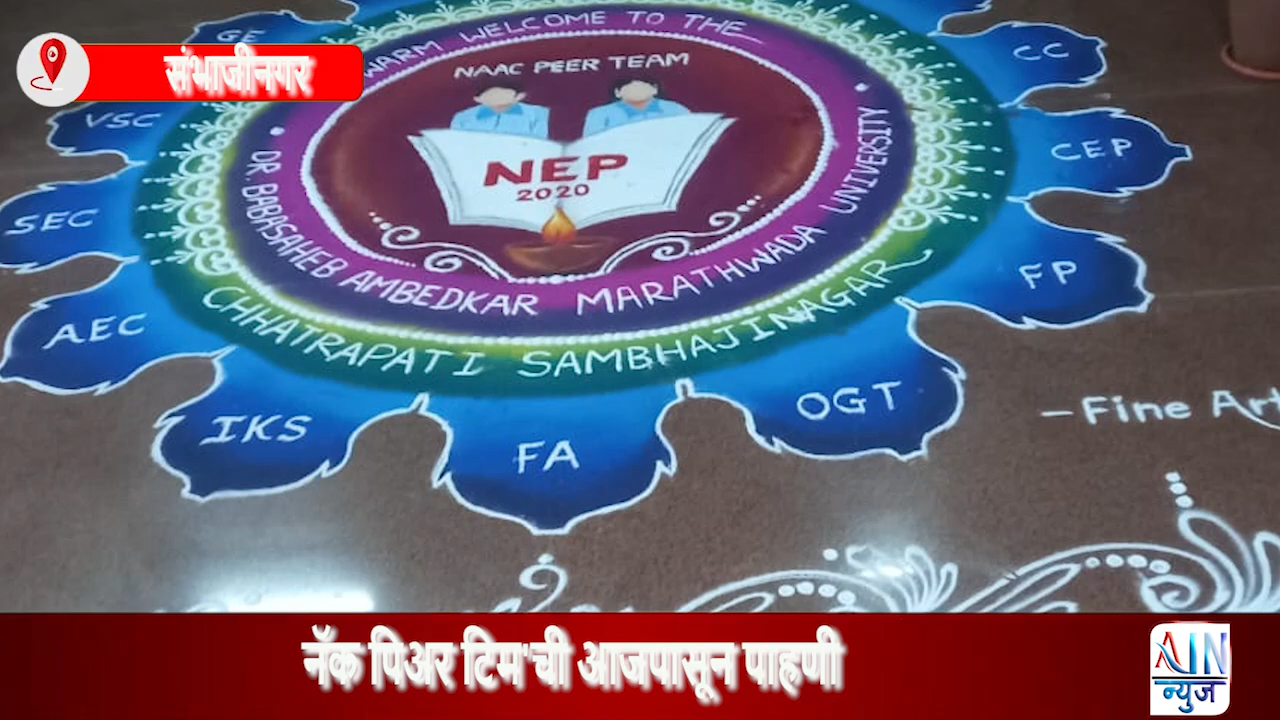 संभाजीनगर
WARM WELCOME TO THE
NAAC PEER TEAM
NEP
2020
DR. BABASAHEB AMBEDKAR MARATHWADA UNIVERSITY
CHHATRAPATI SAMBHAJINAGAR
GE
VSC
SEC
AEC
IKS
FA
OGT
FP
CEP
CC
-Fine Art
नॅक पिअर टिम'ची आजपासून पाहणी
AIN
न्युज